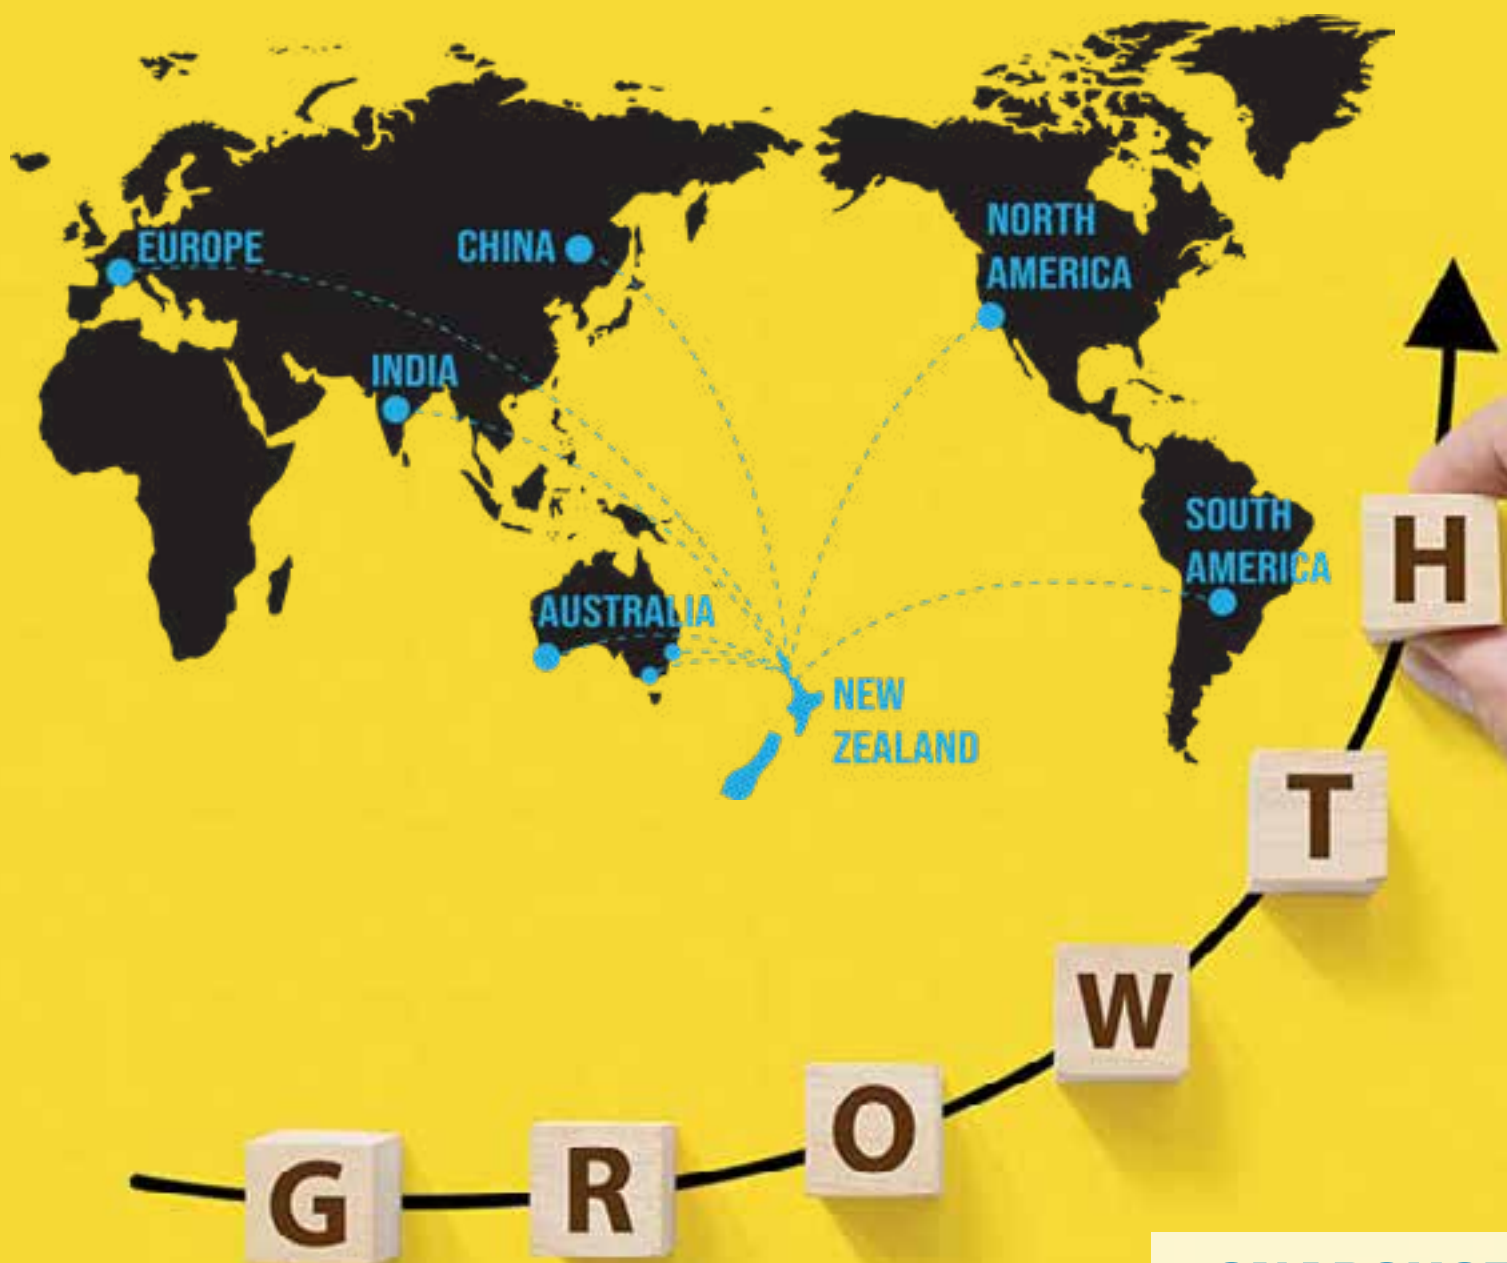 EUROPE
CHINA
NORTH
AMERICA
INDIA
SOUTH
AMERICA
AUSTRALIA
NEW
ZEALAND
G R O W T H